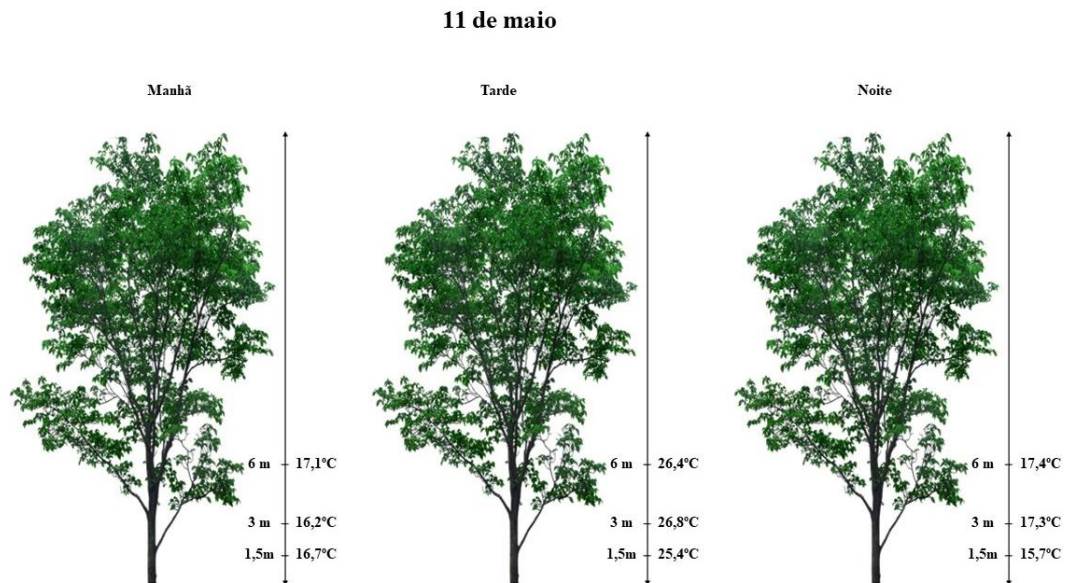 11 de maio
Manhã
6 m 17,1ºC
3 m 16,2ºC
1,5m 16,7ºC
Tarde
6 m 26,4ºC
3 m 26,8ºC
1,5m 25,4ºC
Noite
6 m 17,4ºC
3 m 17,3ºC
1,5m 15,7ºC